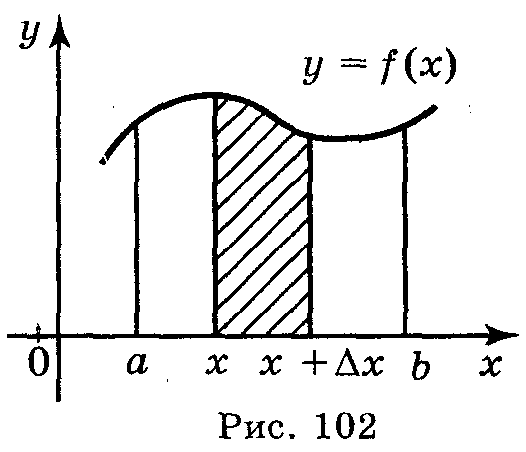 y
y = f(x)
0 a x x + Δx b x
Рис. 102